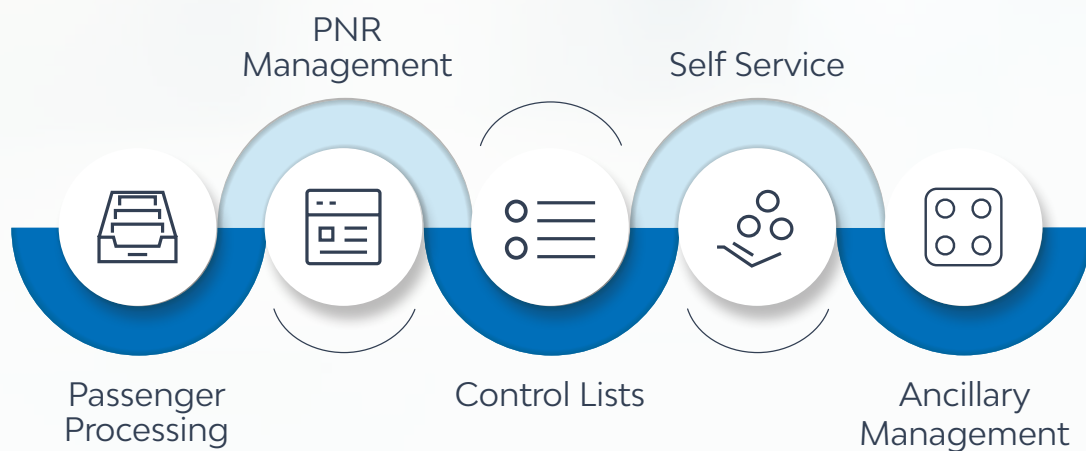 PNR
Management
Self Service
Passenger
Processing
Control Lists
Ancillary
Management